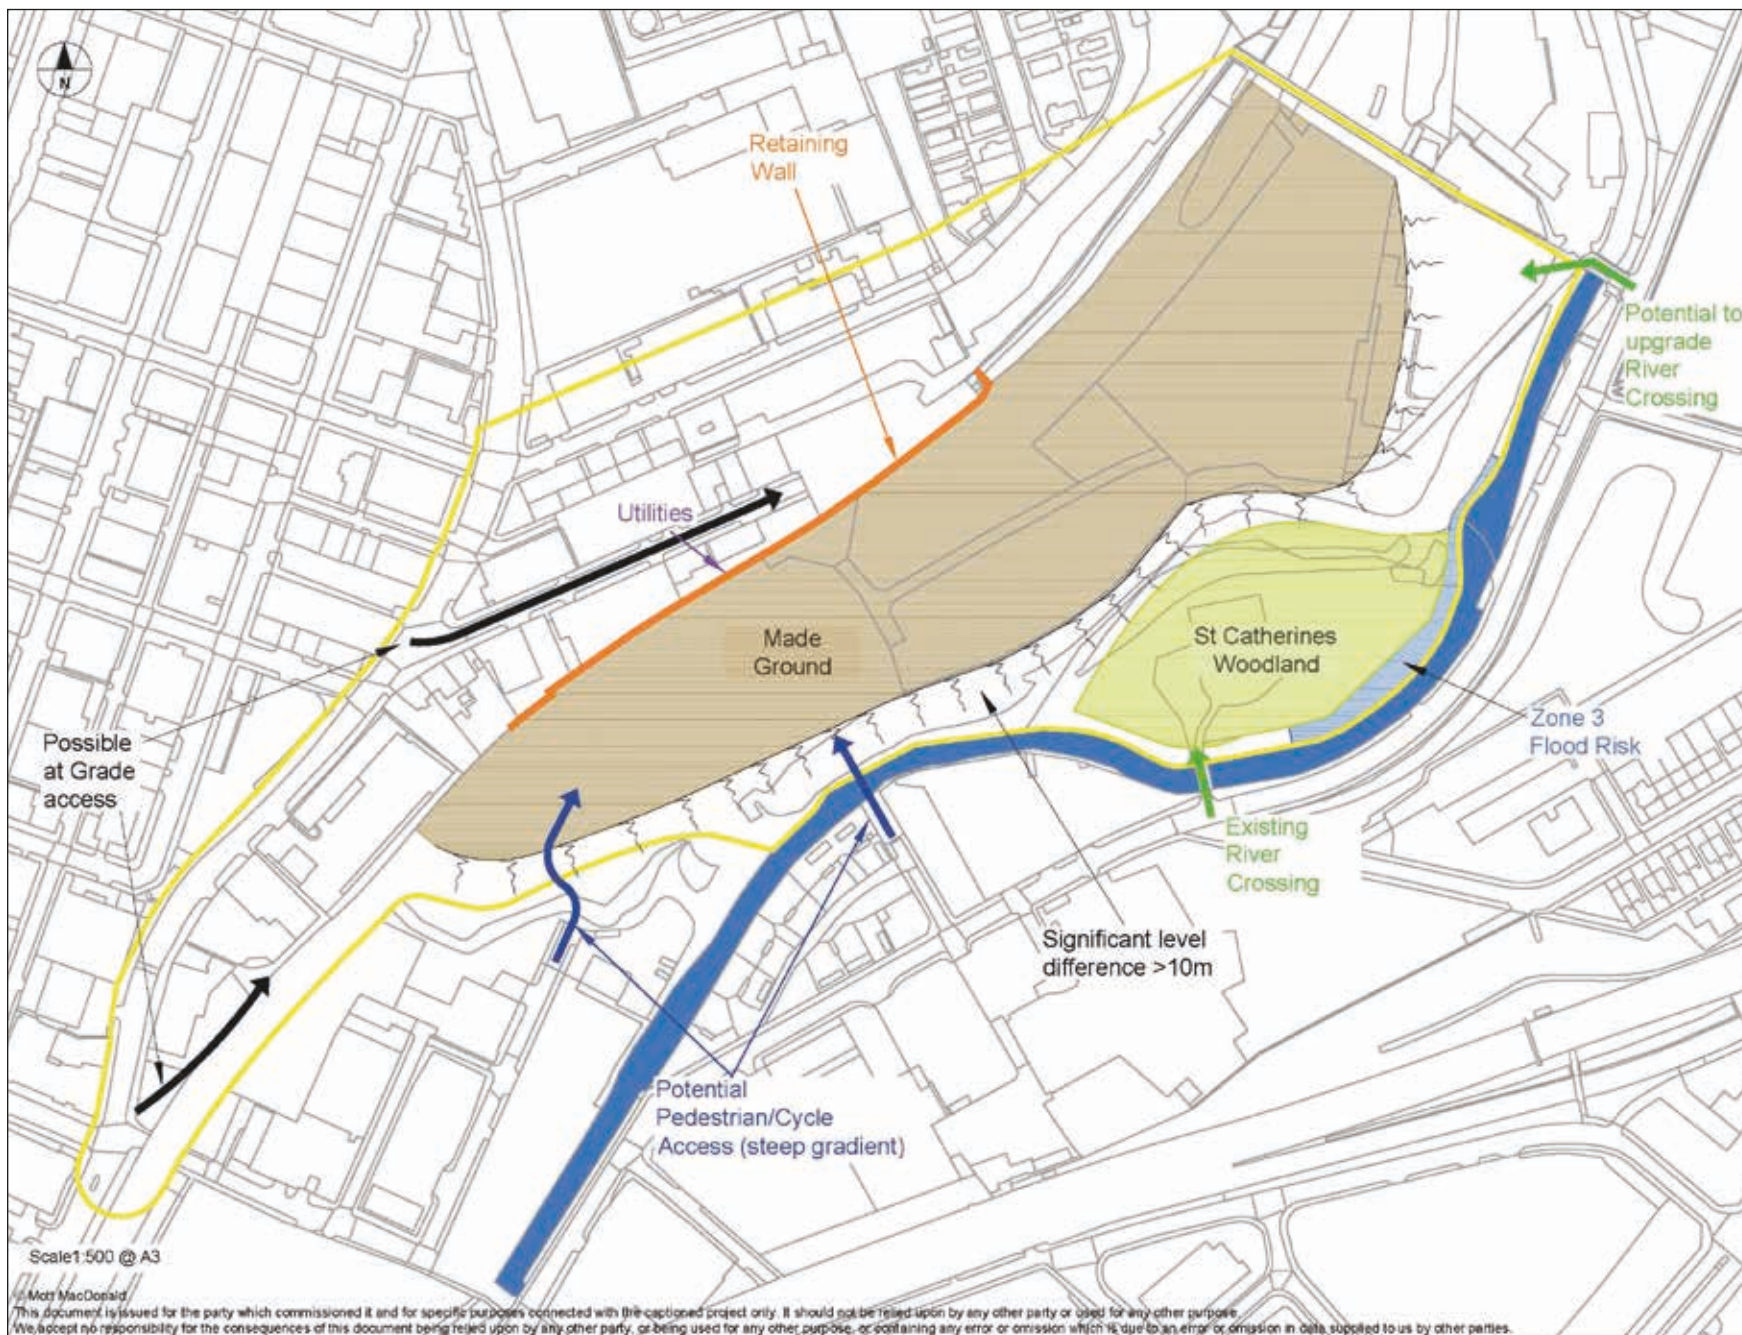 N
Retaining
Wall
Potential to
upgrade
River
Crossing
Utilities
Made
Ground
St Catherines
Woodland
Zone 3
Flood Risk
Possible
at Grade
access
Existing
River
Crossing
Significant level
difference >10m
Potential
Pedestrian/Cycle
Access (steep gradient)
Scale1:500 @ A3
© Mott MacDonald
This document is issued for the party which commissioned it and for specific purposes connected with the captioned project only. It should not be relied upon by any other party or used for any other purpose.
We accept no responsibility for the consequences of this document being relied upon by any other party, or being used for any other purpose, or containing any error or omission which is due to an error or omission in data supplied to us by other parties.